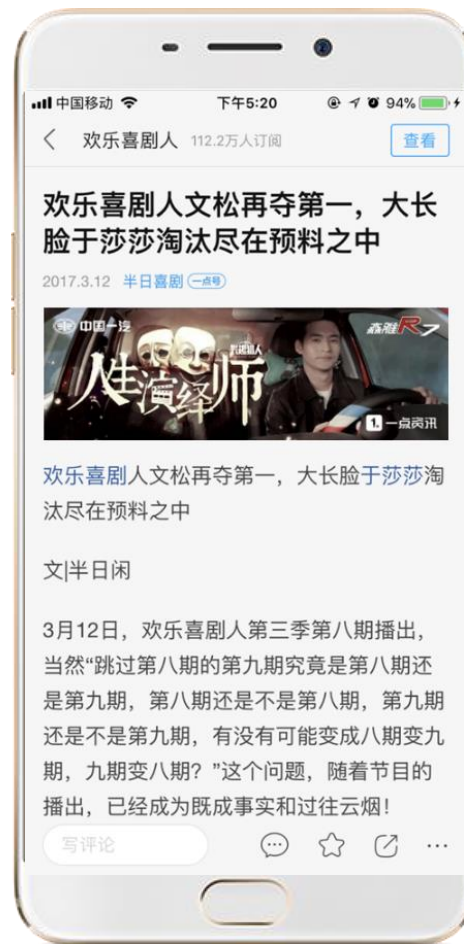 中国移动 下午5:20 94%
欢乐喜剧人 112.2万人订阅 查看
欢乐喜剧人文松再夺第一，大长
脸于莎莎淘汰尽在预料之中
2017.3.12 半日喜剧 一点号
中国一汽 森雅R7
人生演绎师
1. 一点资讯
欢乐喜剧人文松再夺第一，大长脸于莎莎淘
汰尽在预料之中
文|半日闲
3月12日，欢乐喜剧人第三季第八期播出，
当然“跳过第八期的第九期究竟是第八期还
是第九期，第八期还是不是第八期，第九期
还是不是第九期，有没有可能变成八期变九
期，九期变八期？”这个问题，随着节目的
播出，已经成为既成事实和过往云烟！
写评论